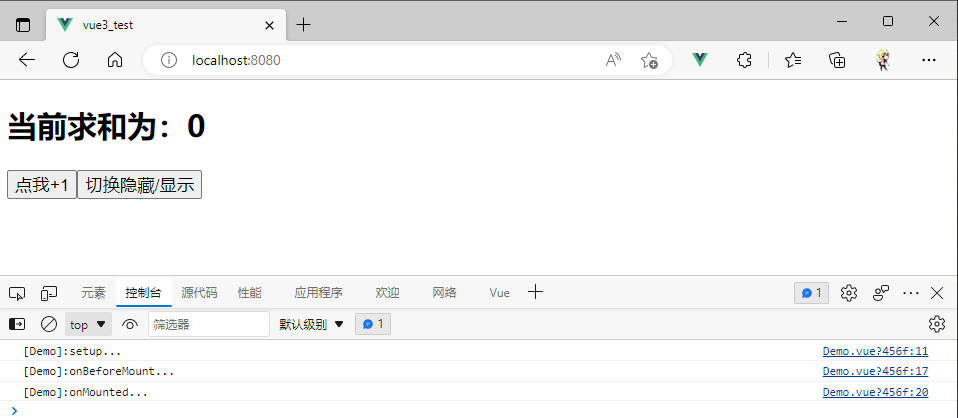 vue3_test
localhost:8080
当前求和为：0
点我+1 切换隐藏/显示
元素 控制台 源代码 性能 应用程序 欢迎 网络 Vue 1
top 筛选器 默认级别 1
[Demo]:setup... Demo.vue?456f:11
[Demo]:onBeforeMount... Demo.vue?456f:17
[Demo]:onMounted... Demo.vue?456f:20